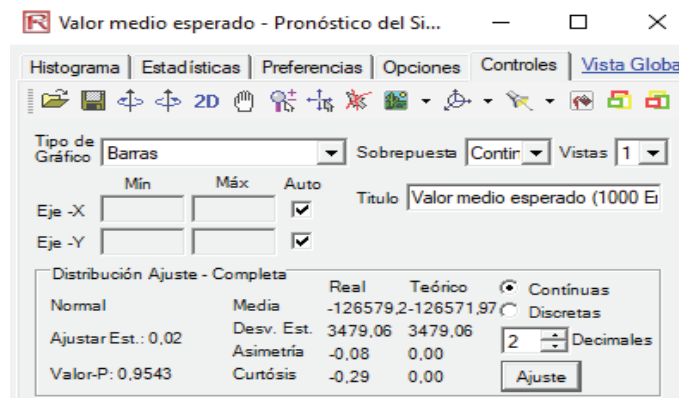 Valor medio esperado - Pronóstico del Si...
Histograma Estadísticas Preferencias Opciones Controles Vista Globa
2D
Tipo de Gráfico Barras Sobrepuesta Contin Vistas 1
Mín Máx Auto
Titulo Valor medio esperado (1000 E
Eje -X
Eje -Y
Distribución Ajuste - Completa
Real Teórico Contínuas
Normal Media -126579,2 -126571,97 Discretas
Ajustar Est.: 0,02 Desv. Est. 3479,06 3479,06 2 Decimales
Asimetría -0,08 0,00
Valor-P: 0,9543 Curtósis -0,29 0,00 Ajuste